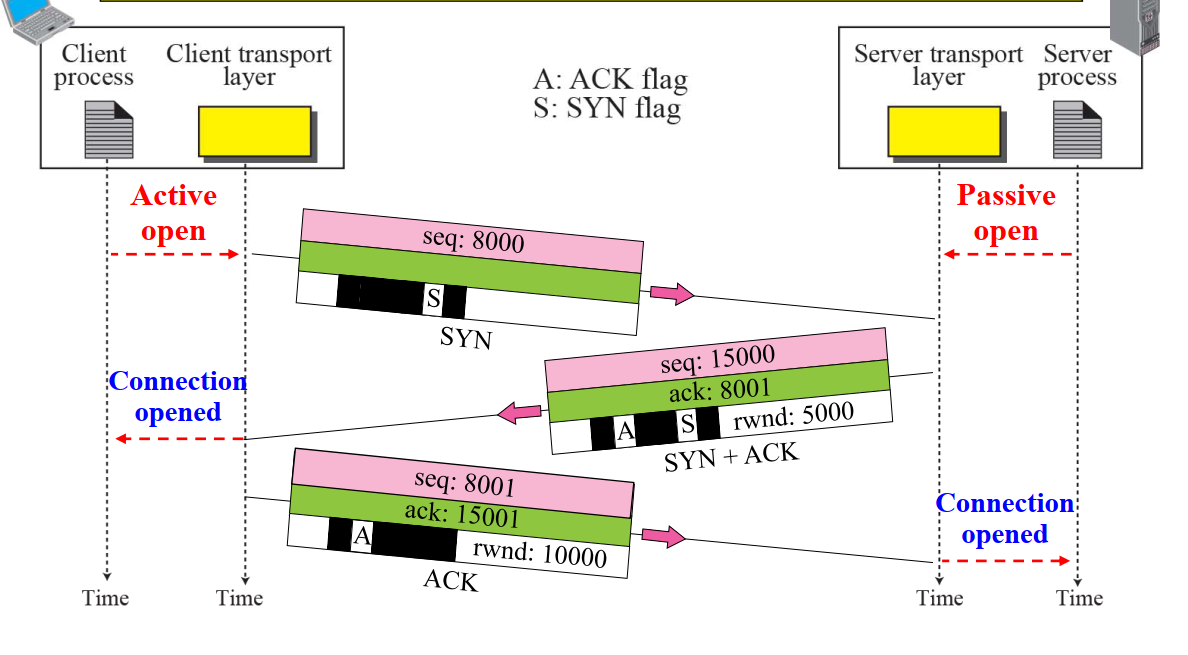 Client
process
Client transport
layer
A: ACK flag
S: SYN flag
Server transport
layer
Server
process
Active
open
Passive
open
seq: 8000
S
SYN
seq: 15000
ack: 8001
A
S
rwnd: 5000
SYN + ACK
Connection
opened
seq: 8001
ack: 15001
A
rwnd: 10000
ACK
Connection
opened
Time
Time
Time
Time